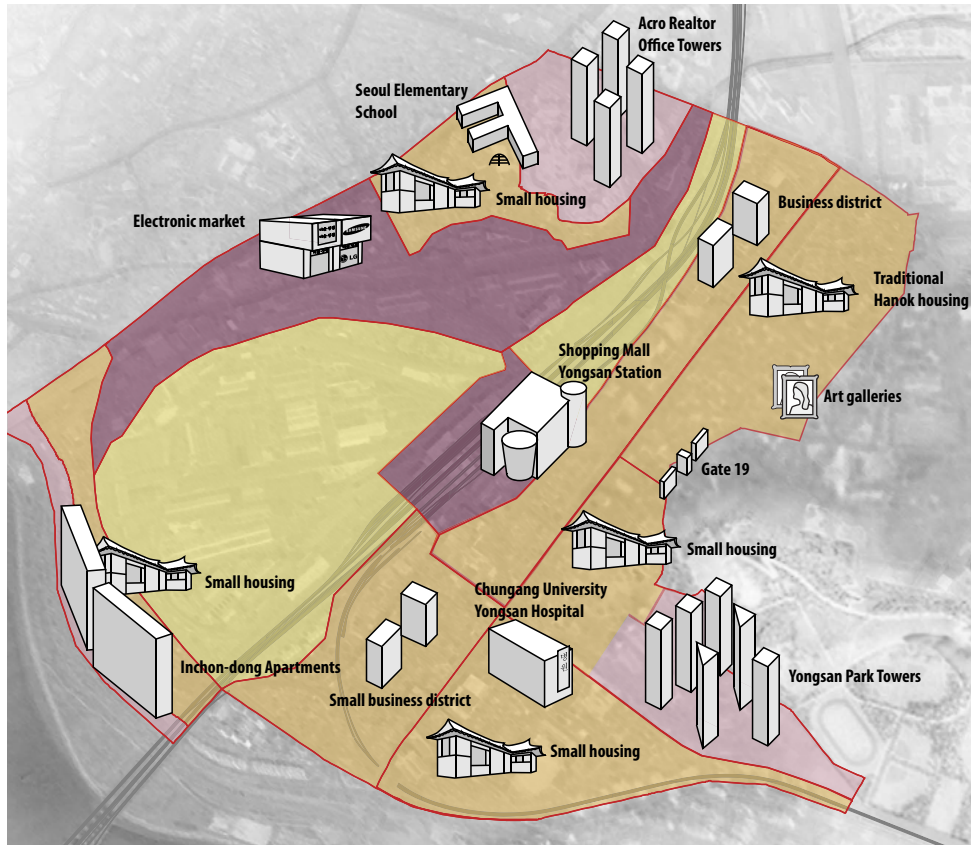 Acro Realtor
Office Towers
Seoul Elementary
School
Small housing
Business district
Electronic market
LG
Traditional
Hanok housing
Shopping Mall
Yongsan Station
Art galleries
Gate 19
Small housing
Small housing
Chungang University
Yongsan Hospital
Inchon-dong Apartments
Yongsan Park Towers
Small business district
Small housing